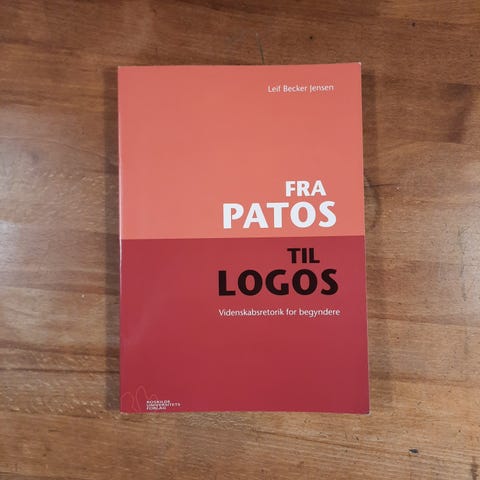 Leif Becker Jensen
FRA
PATOS
TIL
LOGOS
Videnskabsretorik for begyndere
ROSKILDE
UNIVERSITETS
FORLAG